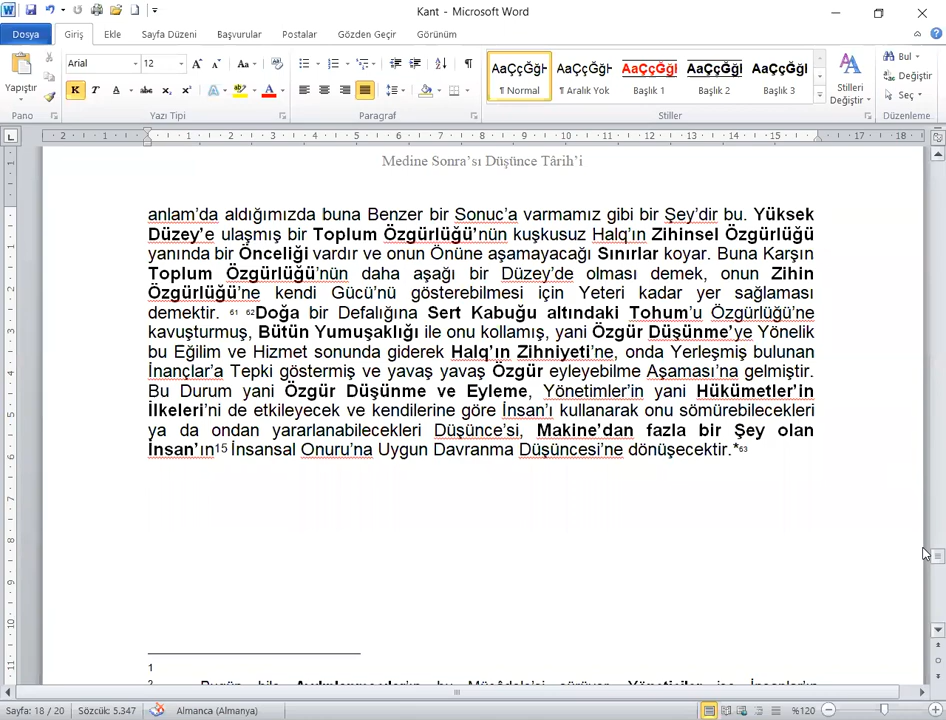 Kant - Microsoft Word
Dosya Giriş Ekle Sayfa Düzeni Başvurular Postalar Gözden Geçir Görünüm
Yapıştır
Arial 12
Stilleri Değiştir
Bul
Değiştir
Seç
AaÇçĞğH AaÇçĞğH AaÇçĞğI AaÇçĞğI AaÇçĞğI
¶ Normal ¶ Aralık Yok Başlık 1 Başlık 2 Başlık 3
Pano Yazı Tipi Paragraf Stiller Düzenleme
Medine Sonra’sı Düşünce Târih’i
anlam’da aldığımızda buna Benzer bir Sonuc’a varmamız gibi bir Şey’dir bu. Yüksek
Düzey’e ulaşmış bir Toplum Özgürlüğü’nün kuşkusuz Halq’ın Zihinsel Özgürlüğü
yanında bir Önceliği vardır ve onun Önüne aşamayacağı Sınırlar koyar. Buna Karşın
Toplum Özgürlüğü’nün daha aşağı bir Düzey’de olması demek, onun Zihin
Özgürlüğü’ne kendi Gücü’nü gösterebilmesi için Yeteri kadar yer sağlaması
demektir. 61 62Doğa bir Defalığına Sert Kabuğu altındaki Tohum’u Özgürlüğü’ne
kavuşturmuş, Bütün Yumuşaklığı ile onu kollamış, yani Özgür Düşünme’ye Yönelik
bu Eğilim ve Hizmet sonunda giderek Halq’ın Zihniyeti’ne, onda Yerleşmiş bulunan
İnançlar’a Tepki göstermiş ve yavaş yavaş Özgür eyleyebilme Aşaması’na gelmiştir.
Bu Durum yani Özgür Düşünme ve Eyleme, Yönetimler’in yani Hükümetler’in
İlkeleri’ni de etkileyecek ve kendilerine göre İnsan’ı kullanarak onu sömürebilecekleri
ya da ondan yararlanabilecekleri Düşünce’si, Makine’dan fazla bir Şey olan
İnsan’ın15 İnsansal Onuru’na Uygun Davranma Düşüncesi’ne dönüşecektir.*63
1
2 Bugün bile
Sayfa: 18 / 20 Sözcük: 5.347 Almanca (Almanya) %120